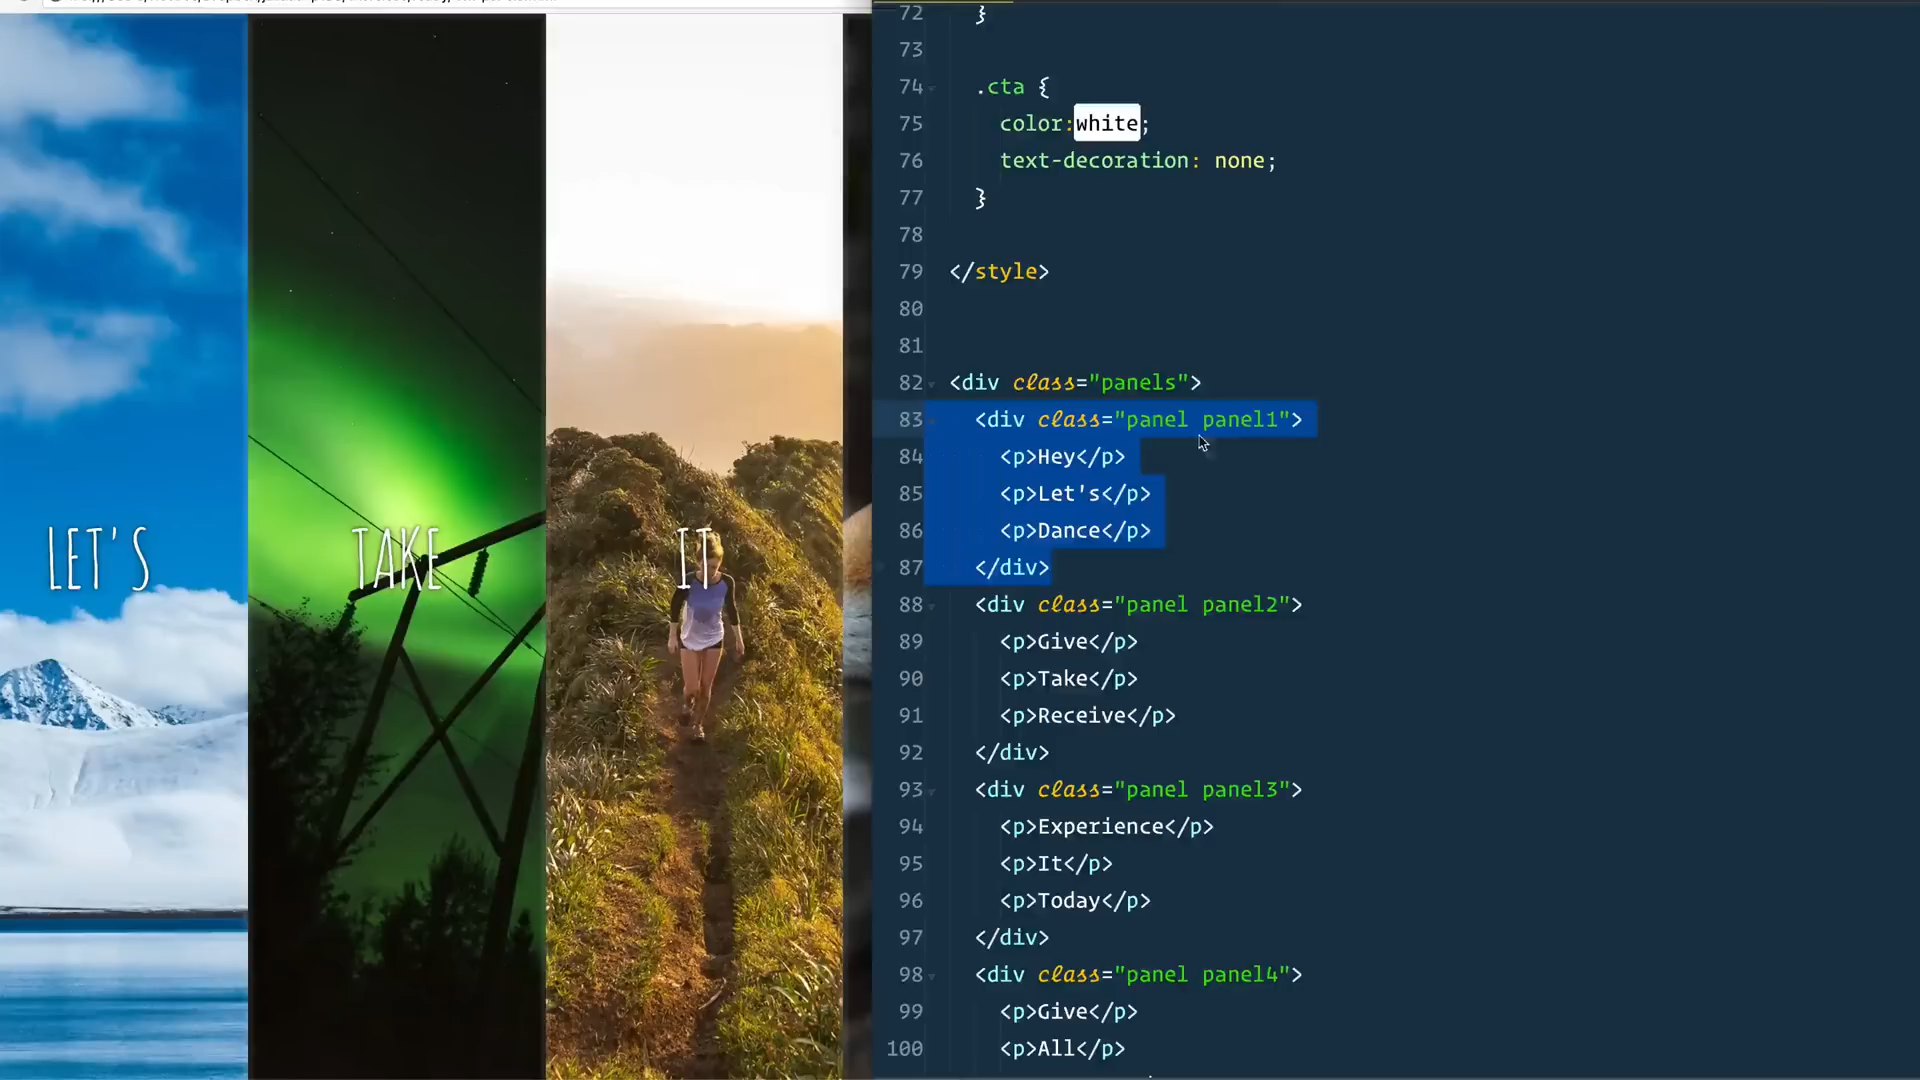 LET'S
TAKE
IT
72 }
73
74 .cta {
75 color:white;
76 text-decoration: none;
77 }
78
79 </style>
80
81
82 <div class="panels">
83 <div class="panel panel1">
84 <p>Hey</p>
85 <p>Let's</p>
86 <p>Dance</p>
87 </div>
88 <div class="panel panel2">
89 <p>Give</p>
90 <p>Take</p>
91 <p>Receive</p>
92 </div>
93 <div class="panel panel3">
94 <p>Experience</p>
95 <p>It</p>
96 <p>Today</p>
97 </div>
98 <div class="panel panel4">
99 <p>Give</p>
100 <p>All</p>